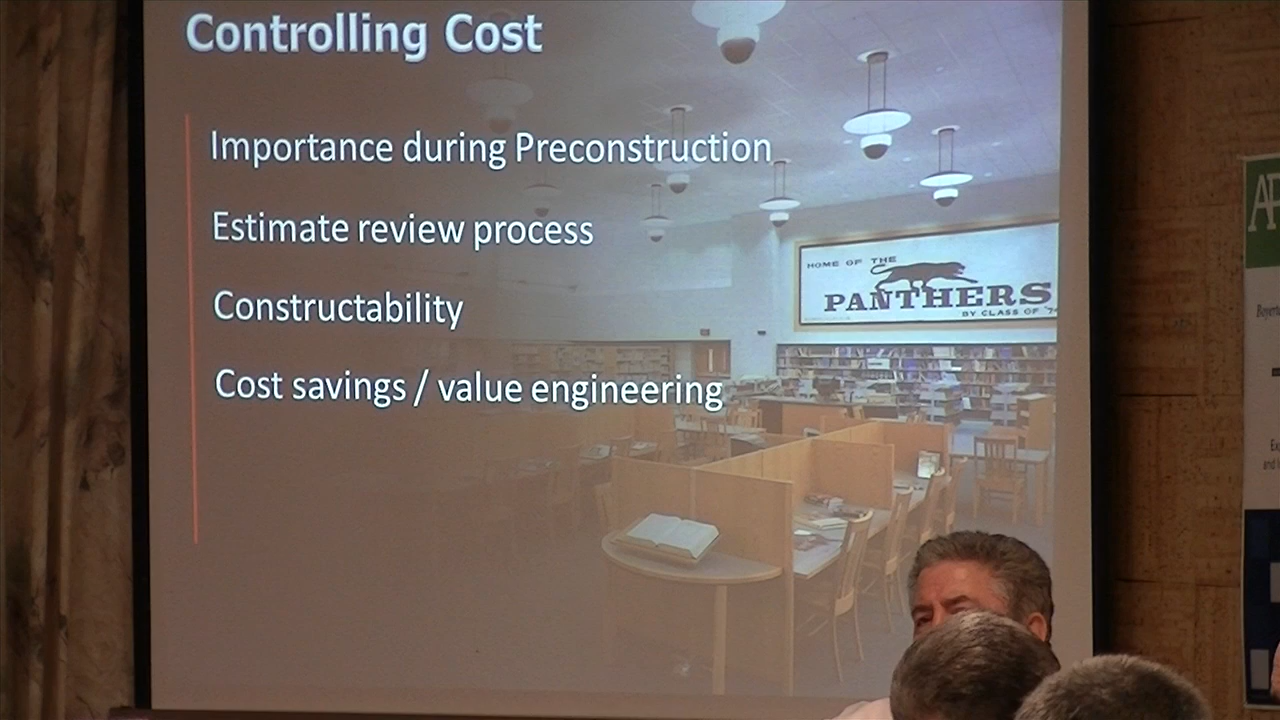 Controlling Cost
Importance during Preconstruction
Estimate review process
Constructability
Cost savings / value engineering
HOME OF THE
PANTHERS
BY CLASS OF